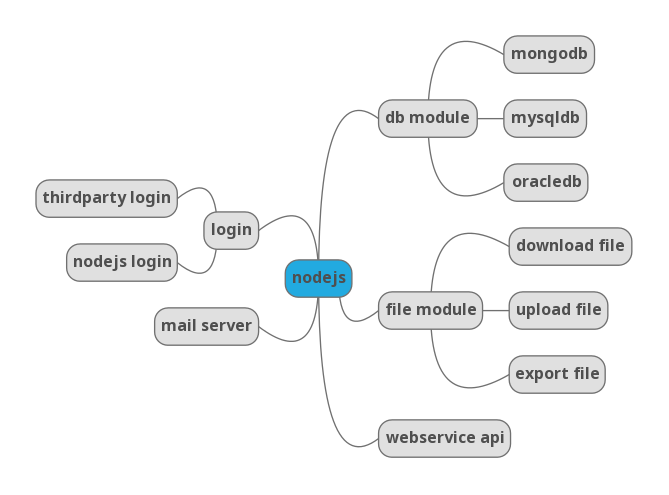 mongodb
db module
mysqldb
oracledb
thirdparty login
login
nodejs login
nodejs
mail server
download file
file module
upload file
export file
webservice api